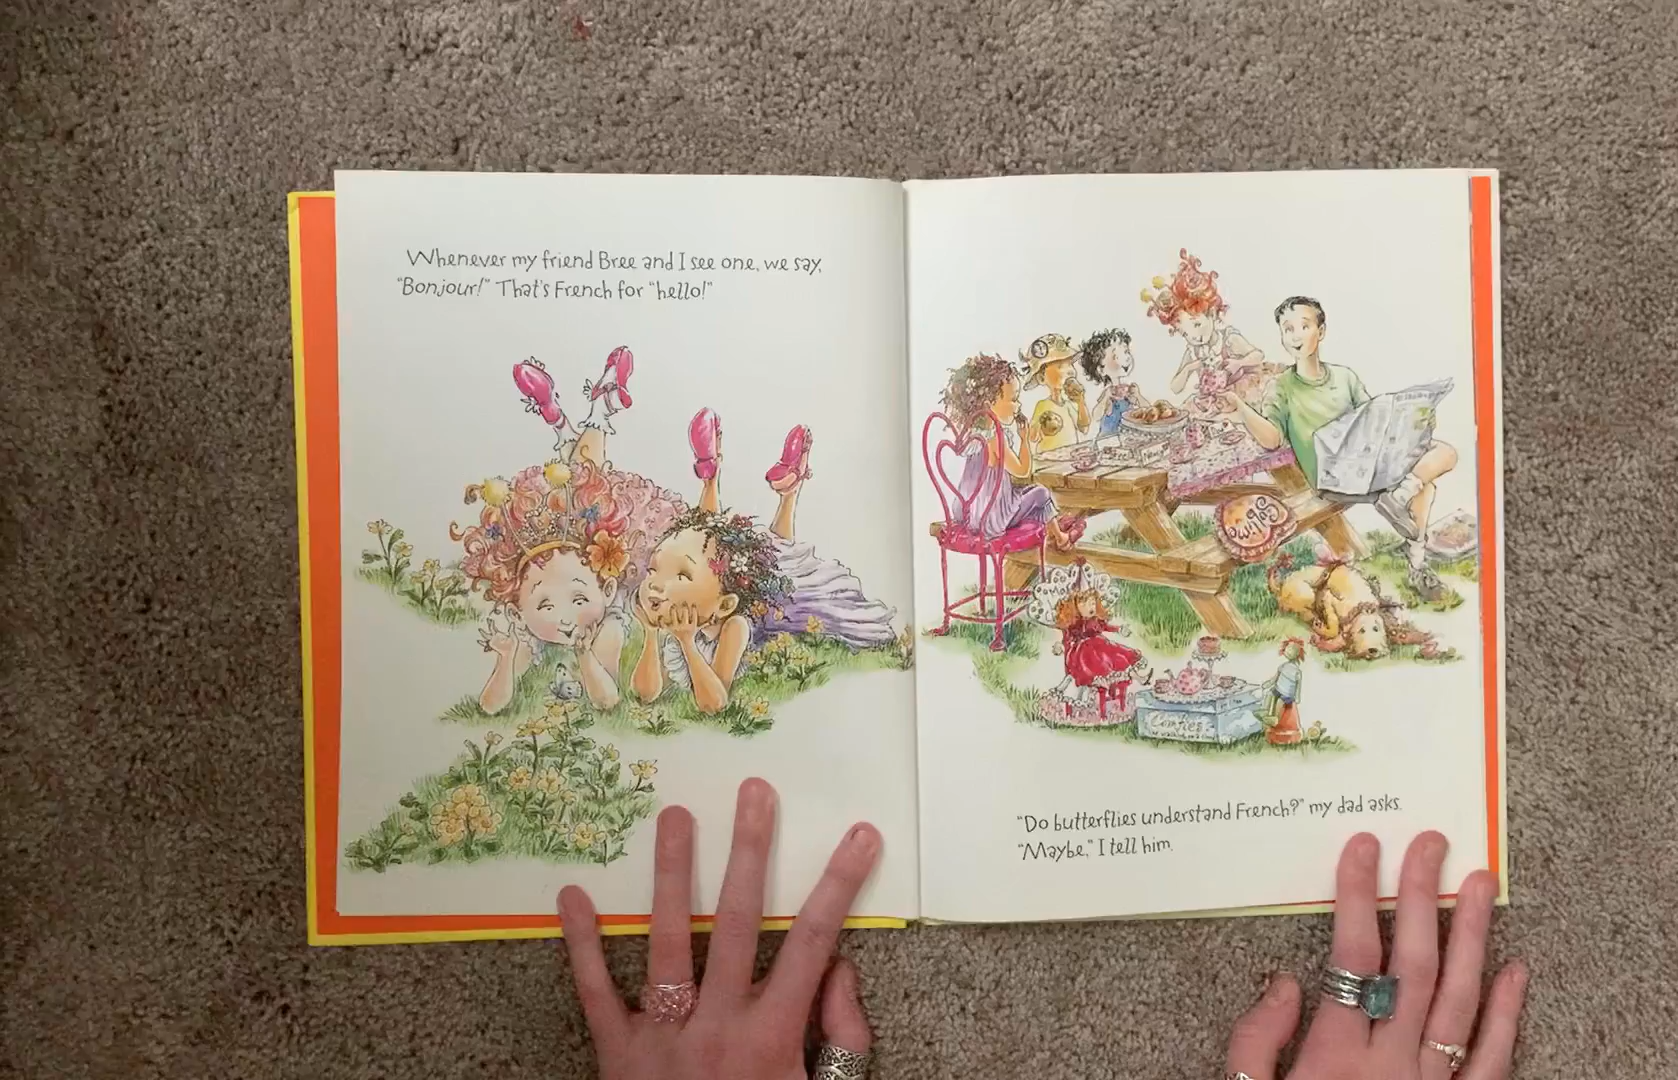 Whenever my friend Bree and I see one, we say,
"Bonjour!" That's French for "hello!"
"Do butterflies understand French?" my dad asks.
"Maybe," I tell him.
Cookies